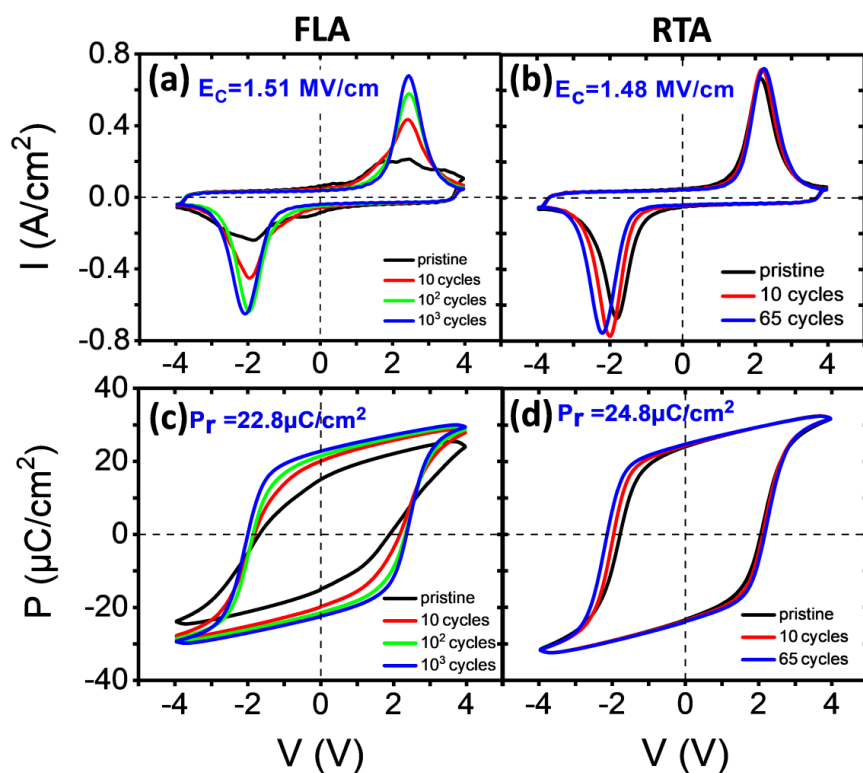 FLA
RTA
(a)
E_C=1.51 MV/cm
(b)
E_c=1.48 MV/cm
I (A/cm²)
0.8
0.4
0.0
-0.4
-0.8
pristine
10 cycles
10² cycles
10³ cycles
pristine
10 cycles
65 cycles
-4 -2 0 2 4
-4 -2 0 2 4
(c)
P_r =22.8µC/cm²
(d)
P_r =24.8µC/cm²
P (µC/cm²)
40
20
0
-20
-40
pristine
10 cycles
10² cycles
10³ cycles
pristine
10 cycles
65 cycles
-4 -2 0 2 4
-4 -2 0 2 4
V (V)
V (V)